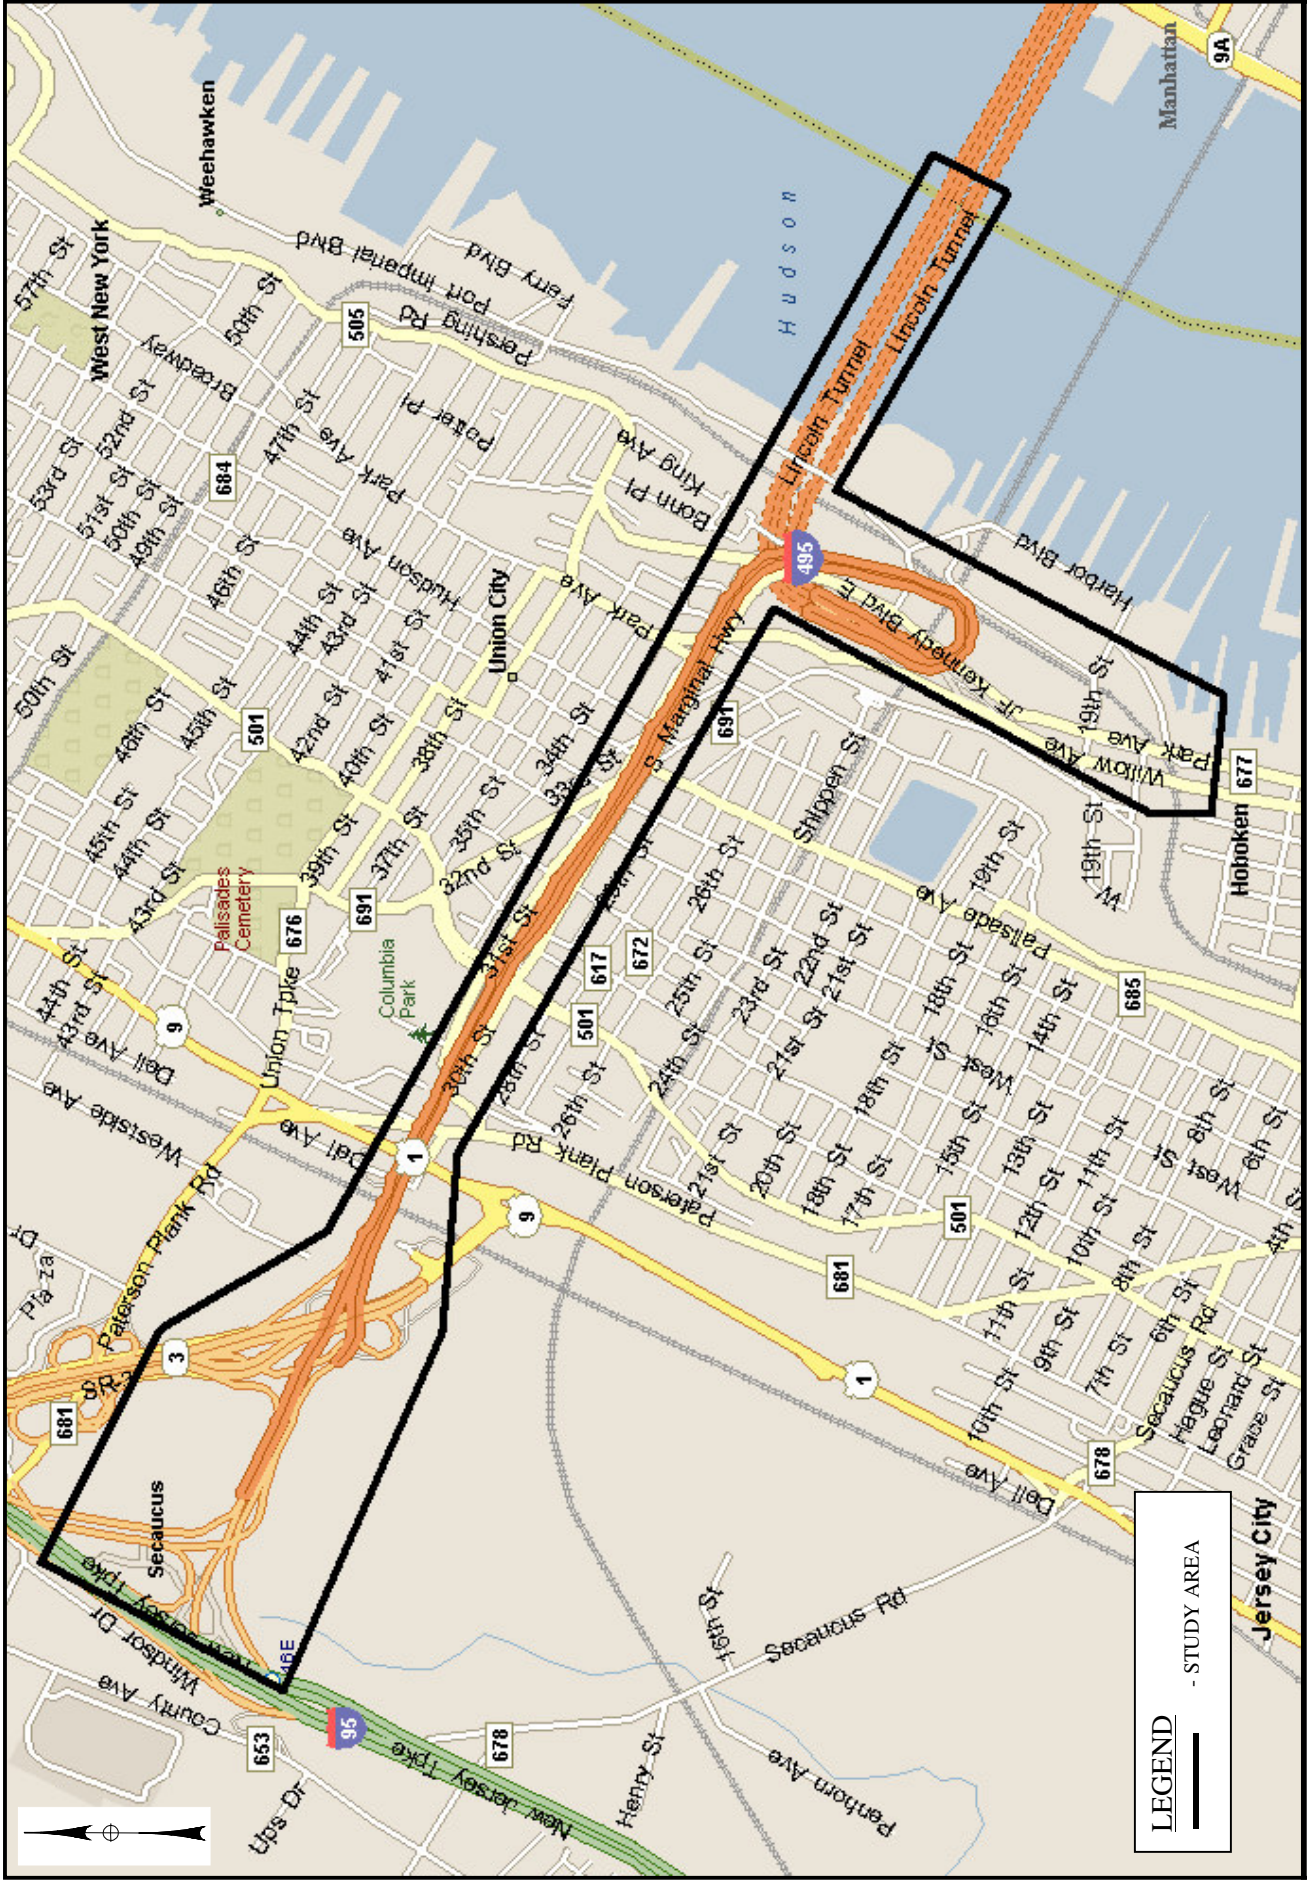 Manhattan
9A
Weehawken
West New York
57th St
50th St
Port Imperial Blvd
Ferry Blvd
Pershing Rd
505
Hudson
Lincoln Tunnel
Lincoln Tunnel
Broadway
53rd St
52nd St
51st St
50th St
49th St
684
47th St
Park Ave
Potter Pl
King Ave
Bonn Pl
46th St
Hudson Ave
44th St
43rd St
41st St
Union City
Park Ave
495
JF Kennedy Blvd E
Harbor Blvd
50th St
46th St
45th St
501
42nd St
40th St
38th St
34th St
33rd St
S Marginal Hwy
691
19th St
Park Ave
Willow Ave
677
Hoboken
45th St
44th St
43rd St
39th St
37th St
35th St
32nd St
Shippen St
26th St
19th St
W 19th St
Palisades
Cemetery
676
691
Columbia
Park
31st St
30th St
28th St
617
672
501
Palisade Ave
685
44th St
43rd St
9
Dell Ave
Union Tpke
Westside Ave
26th St
25th St
24th St
23rd St
22nd St
21st St
21st St
18th St
18th St
16th St
14th St
West St
Paterson Plank Rd
Dell Ave
1
9
Paterson Plank Rd
21st St
20th St
18th St
17th St
15th St
13th St
12th St
11th St
10th St
8th St
6th St
4th St
West St
501
681
Plaza Dr
3
SR-3
681
11th St
10th St
9th St
8th St
7th St
6th St
1
Secaucus Rd
Hague St
Leonard St
Grace St
678
Dell Ave
Jersey City
Secaucus
New Jersey Tpke
16E
Windsor Dr
County Ave
653
Ups Dr
95
678
New Jersey Tpke
16th St
Secaucus Rd
Henry St
Penhorn Ave
LEGEND
- STUDY AREA